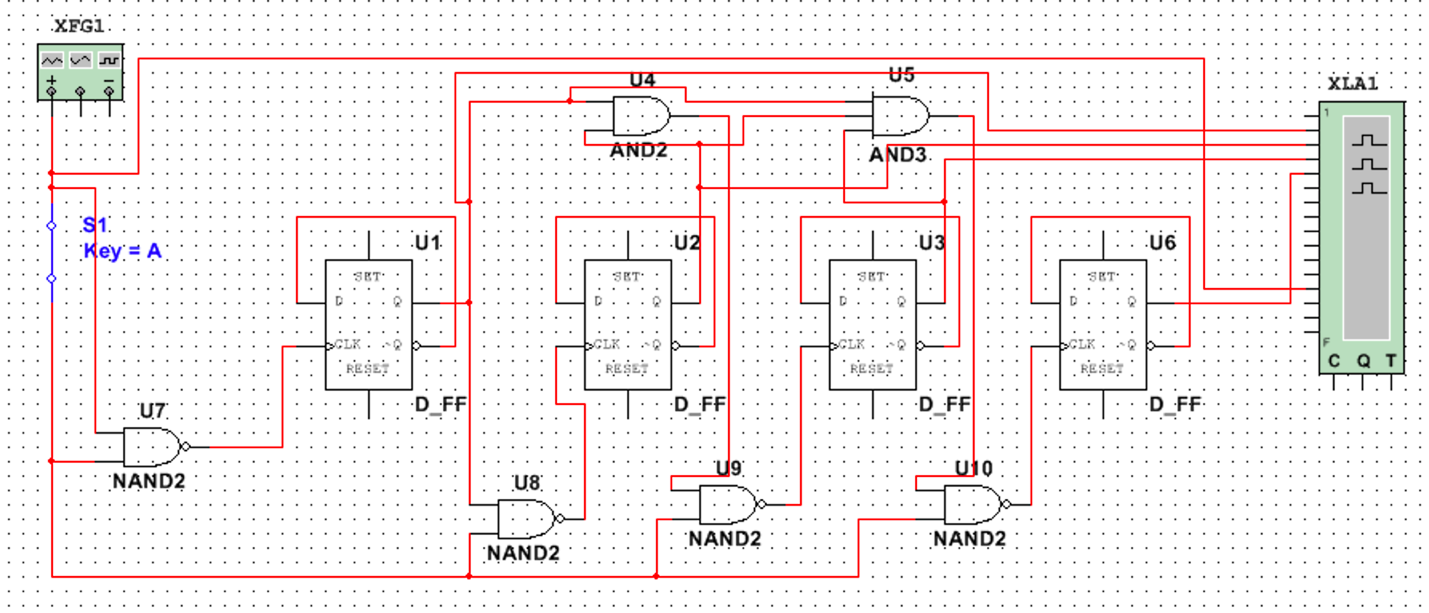 XFG1
+ −
XLA1
1
F
C Q T
U4
AND2
U5
AND3
S1
Key = A
U1
SET
D Q
CLK ~Q
RESET
D_FF
U2
SET
D Q
CLK ~Q
RESET
D_FF
U3
SET
D Q
CLK ~Q
RESET
D_FF
U6
SET
D Q
CLK ~Q
RESET
D_FF
U7
NAND2
U8
NAND2
U9
NAND2
U10
NAND2